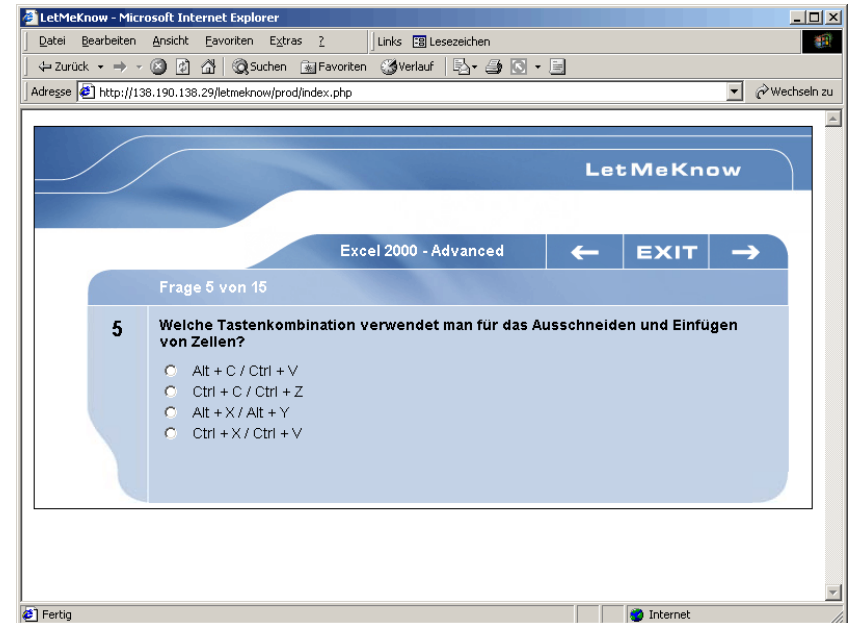 LetMeKnow - Microsoft Internet Explorer
Datei Bearbeiten Ansicht Favoriten Extras ? Links Lesezeichen
Zurück Suchen Favoriten Verlauf
Adresse http://138.190.138.29/letmeknow/prod/index.php Wechseln zu
LetMeKnow
Excel 2000 - Advanced ← EXIT →
Frage 5 von 15
5 Welche Tastenkombination verwendet man für das Ausschneiden und Einfügen
von Zellen?
Alt + C / Ctrl + V
Ctrl + C / Ctrl + Z
Alt + X / Alt + Y
Ctrl + X / Ctrl + V
Fertig Internet